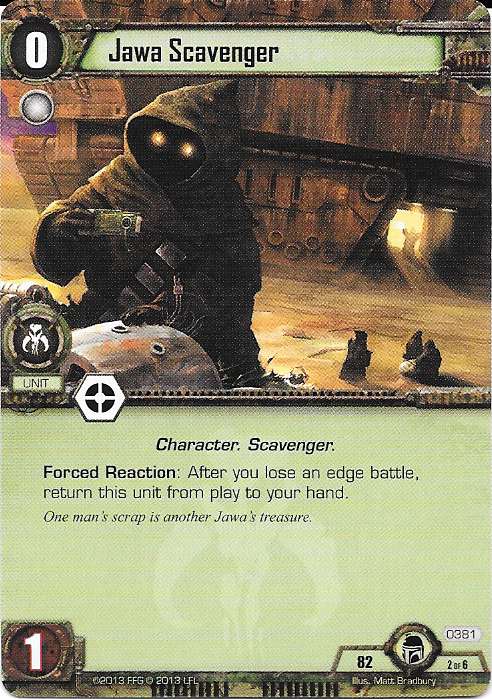 0
Jawa Scavenger
UNIT
Character. Scavenger.
Forced Reaction: After you lose an edge battle,
return this unit from play to your hand.
One man's scrap is another Jawa's treasure.
0381
1
82
2 OF 6
©2013 FFG © 2013 LFL
Illus. Matt Bradbury